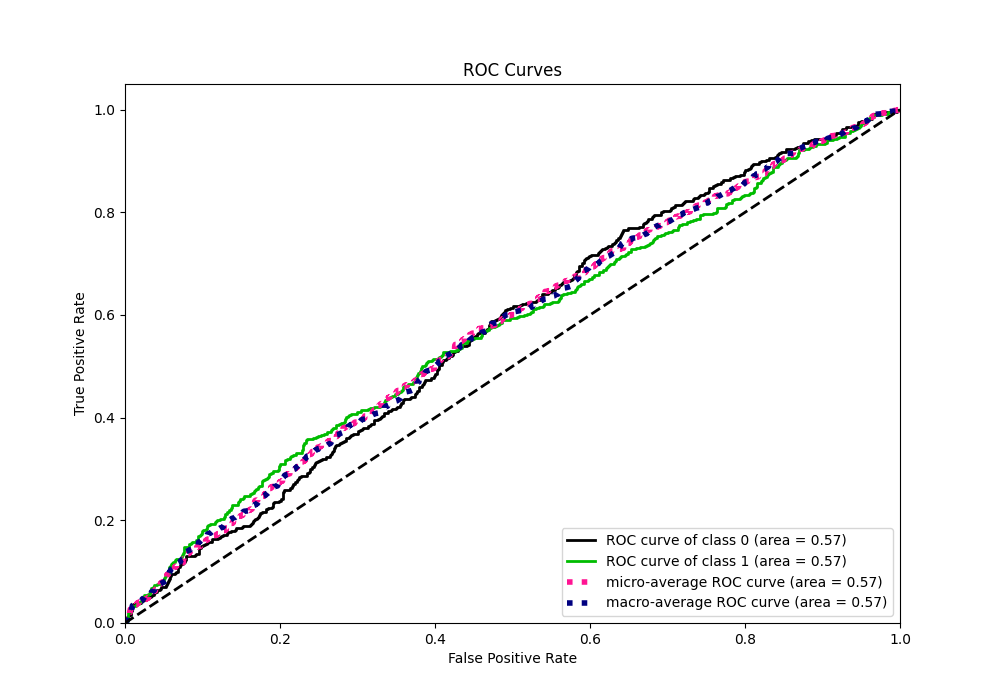 ROC Curves
True Positive Rate
1.0
0.8
0.6
0.4
0.2
0.0
ROC curve of class 0 (area = 0.57)
ROC curve of class 1 (area = 0.57)
micro-average ROC curve (area = 0.57)
macro-average ROC curve (area = 0.57)
0.0 0.2 0.4 0.6 0.8 1.0
False Positive Rate